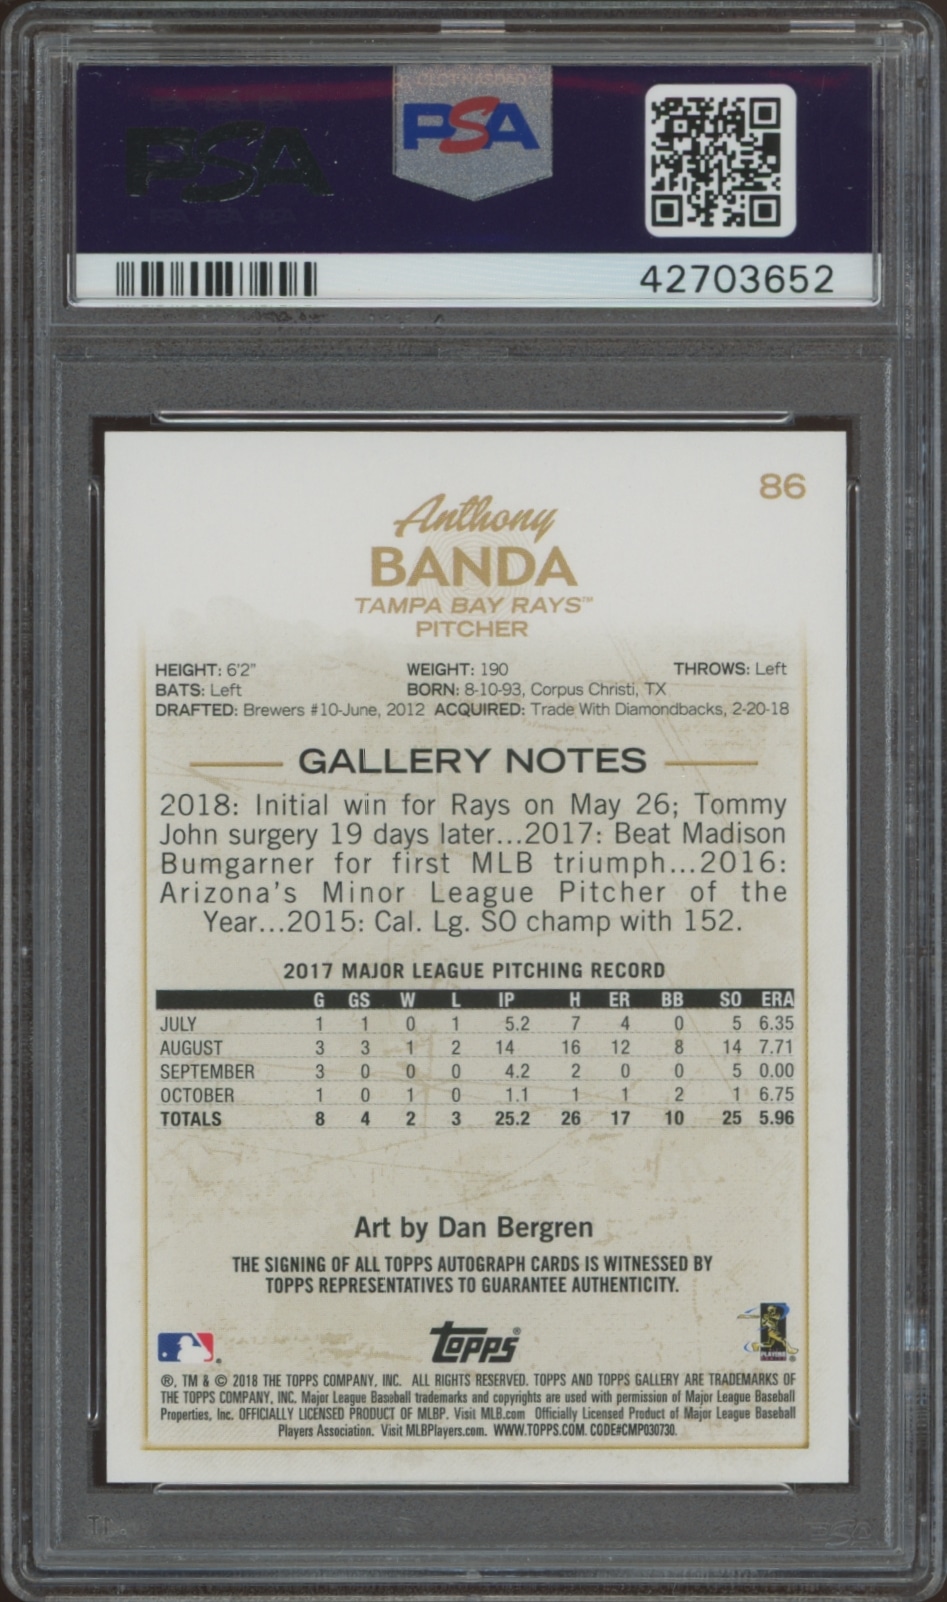 PSA
PSA
42703652
86
Anthony
BANDA
TAMPA BAY RAYS™
PITCHER
HEIGHT: 6'2" WEIGHT: 190 THROWS: Left
BATS: Left BORN: 8-10-93, Corpus Christi, TX
DRAFTED: Brewers #10-June, 2012 ACQUIRED: Trade With Diamondbacks, 2-20-18
GALLERY NOTES
2018: Initial win for Rays on May 26; Tommy
John surgery 19 days later...2017: Beat Madison
Bumgarner for first MLB triumph...2016:
Arizona's Minor League Pitcher of the
Year...2015: Cal. Lg. SO champ with 152.
2017 MAJOR LEAGUE PITCHING RECORD
G GS W L IP H ER BB SO ERA
JULY 1 1 0 1 5.2 7 4 0 5 6.35
AUGUST 3 3 1 2 14 16 12 8 14 7.71
SEPTEMBER 3 0 0 0 4.2 2 0 0 5 0.00
OCTOBER 1 0 1 0 1.1 1 1 2 1 6.75
TOTALS 8 4 2 3 25.2 26 17 10 25 5.96
Art by Dan Bergren
THE SIGNING OF ALL TOPPS AUTOGRAPH CARDS IS WITNESSED BY
TOPPS REPRESENTATIVES TO GUARANTEE AUTHENTICITY.
topps®
PLAYERS
®, TM & © 2018 THE TOPPS COMPANY, INC. ALL RIGHTS RESERVED. TOPPS AND TOPPS GALLERY ARE TRADEMARKS OF
THE TOPPS COMPANY, INC. Major League Baseball trademarks and copyrights are used with permission of Major League Baseball
Properties, Inc. OFFICIALLY LICENSED PRODUCT OF MLBP. Visit MLB.com Officially Licensed Product of Major League Baseball
Players Association. Visit MLBPlayers.com. WWW.TOPPS.COM. CODE#CMP030730.